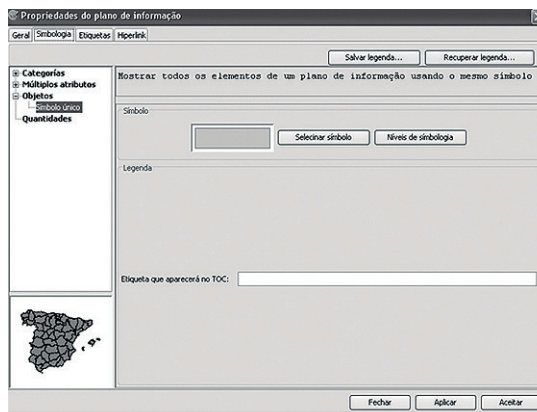 Propriedades do plano de informação
Geral Simbologia Etiquetas Hiperlink
Salvar legenda... Recuperar legenda...
Categorías
Múltiplos atributos
Objetos
Símbolo único
Quantidades
Mostrar todos os elementos de um plano de informação usando o mesmo símbolo
Símbolo
Selecinar símbolo Níveis de símbologia
Legenda
Etiqueta que aparecerá no TOC:
Fechar Aplicar Aceitar